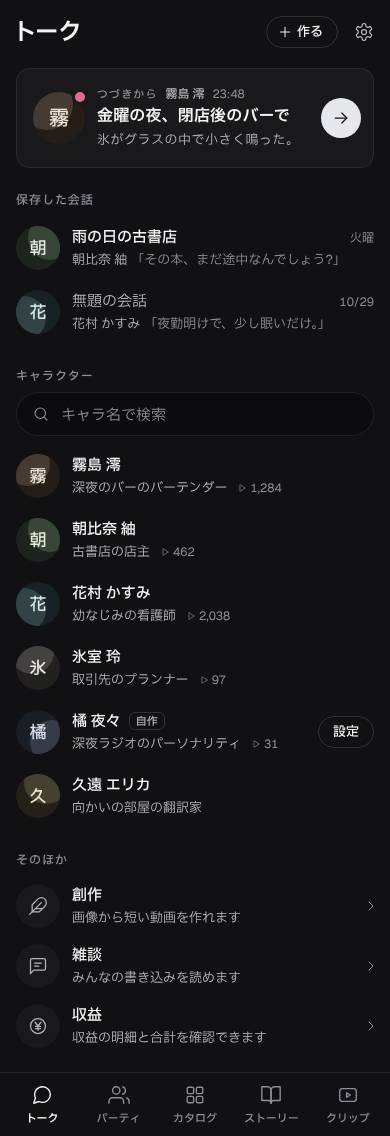 トーク
作る
霧
つづきから 霧島 澪 23:48
金曜の夜、閉店後のバーで
氷がグラスの中で小さく鳴った。
保存した会話
朝
雨の日の古書店
火曜
朝比奈 紬 「その本、まだ途中なんでしょう?」
花
無題の会話
10/29
花村 かすみ 「夜勤明けで、少し眠いだけ。」
キャラクター
キャラ名で検索
霧
霧島 澪
深夜のバーのバーテンダー 1,284
朝
朝比奈 紬
古書店の店主 462
花
花村 かすみ
幼なじみの看護師 2,038
氷
氷室 玲
取引先のプランナー 97
橘
橘 夜々 自作
深夜ラジオのパーソナリティ 31
設定
久
久遠 エリカ
向かいの部屋の翻訳家
そのほか
創作
画像から短い動画を作れます
雑談
みんなの書き込みを読めます
収益
収益の明細と合計を確認できます
トーク パーティ カタログ ストーリー クリップ